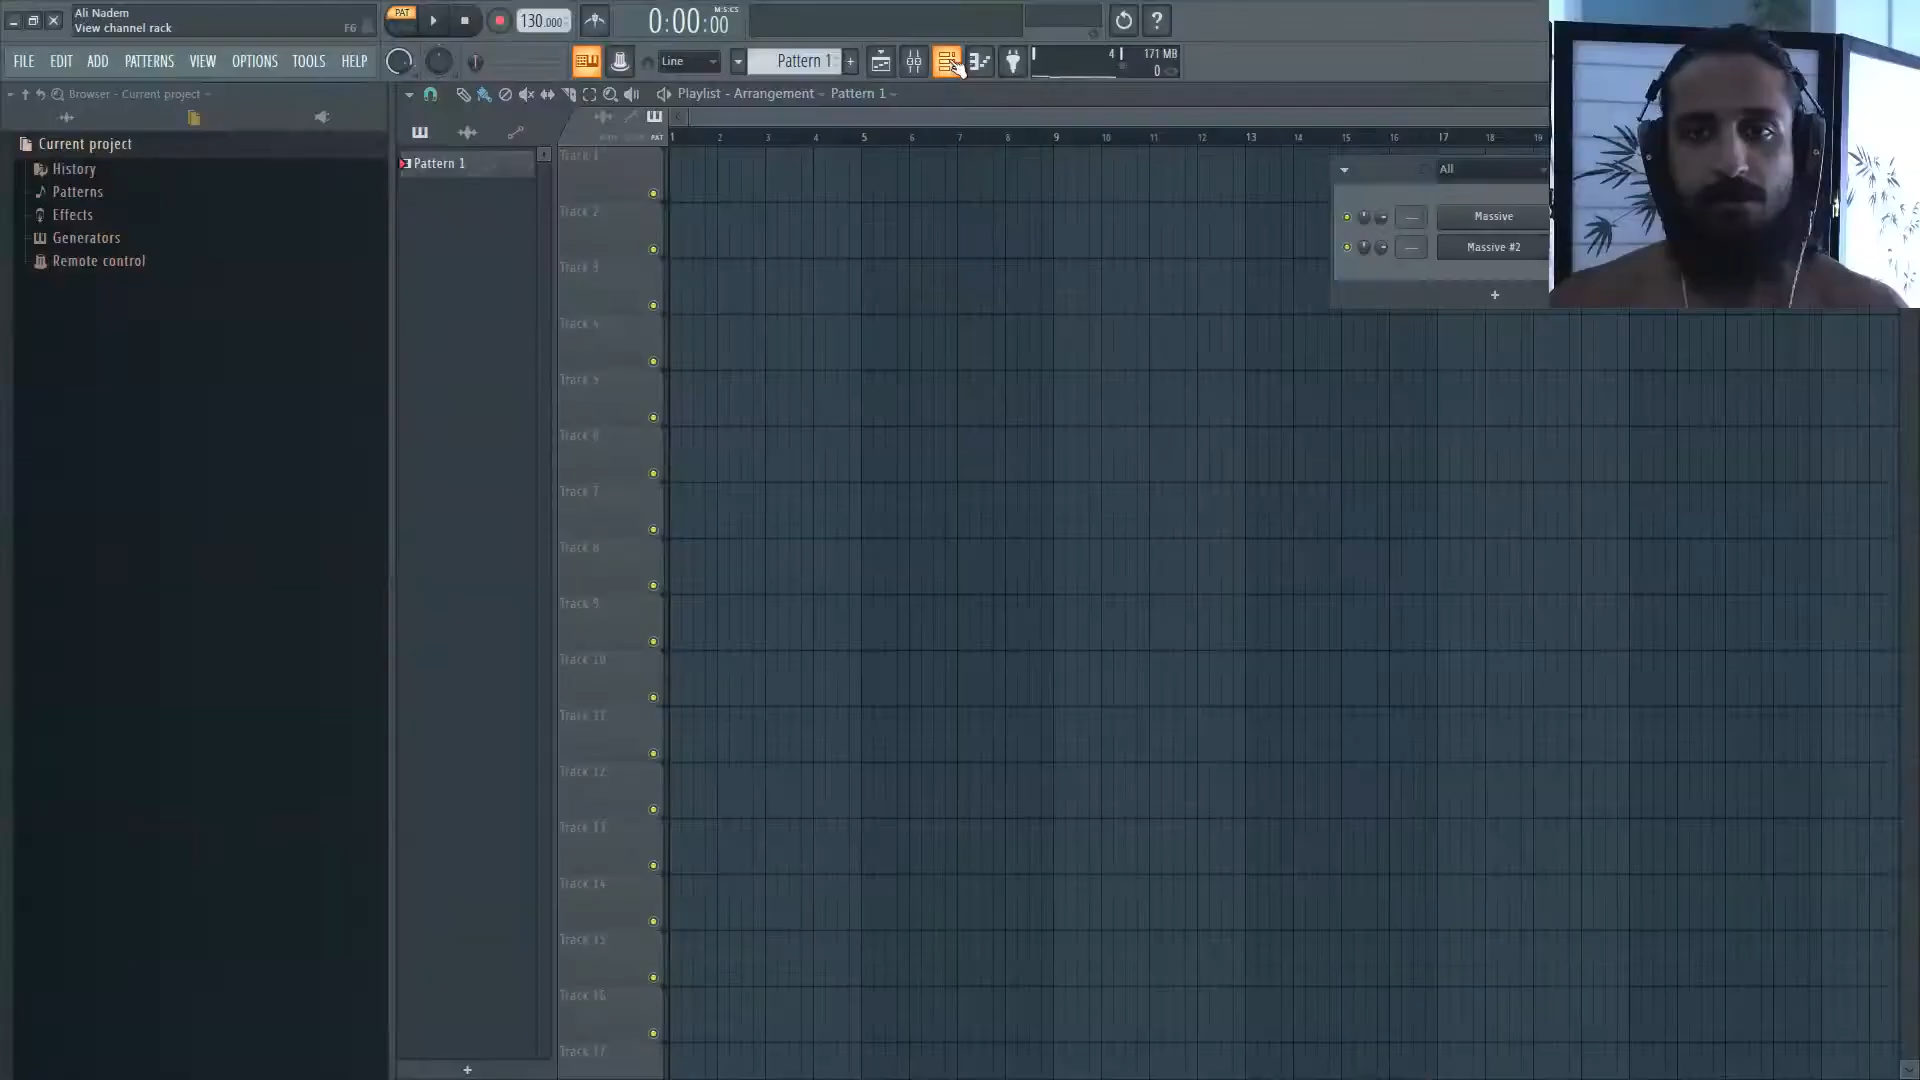 Ali Nadem
View channel rack
F6
PAT
130.000
0:00:00
M:S:CS
?
FILE EDIT ADD PATTERNS VIEW OPTIONS TOOLS HELP
Line
Pattern 1
+
4
171 MB
0
Browser - Current project
Playlist - Arrangement - Pattern 1
Current project
History
Patterns
Effects
Generators
Remote control
Pattern 1
PAT
1 2 3 4 5 6 7 8 9 10 11 12 13 14 15 16 17 18 19
Track 1
Track 2
Track 3
Track 4
Track 5
Track 6
Track 7
Track 8
Track 9
Track 10
Track 11
Track 12
Track 13
Track 14
Track 15
Track 16
Track 17
All
Massive
Massive #2
+
+